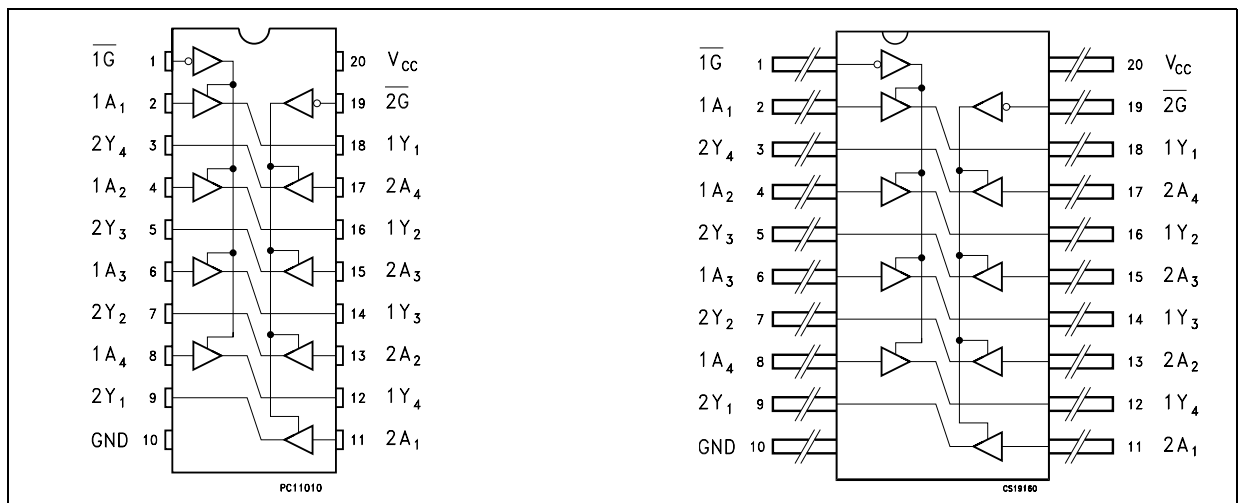 1G 1 20 VCC
1A1 2 19 2G
2Y4 3 18 1Y1
1A2 4 17 2A4
2Y3 5 16 1Y2
1A3 6 15 2A3
2Y2 7 14 1Y3
1A4 8 13 2A2
2Y1 9 12 1Y4
GND 10 11 2A1
PC11010
1G 1 20 VCC
1A1 2 19 2G
2Y4 3 18 1Y1
1A2 4 17 2A4
2Y3 5 16 1Y2
1A3 6 15 2A3
2Y2 7 14 1Y3
1A4 8 13 2A2
2Y1 9 12 1Y4
GND 10 11 2A1
CS19160